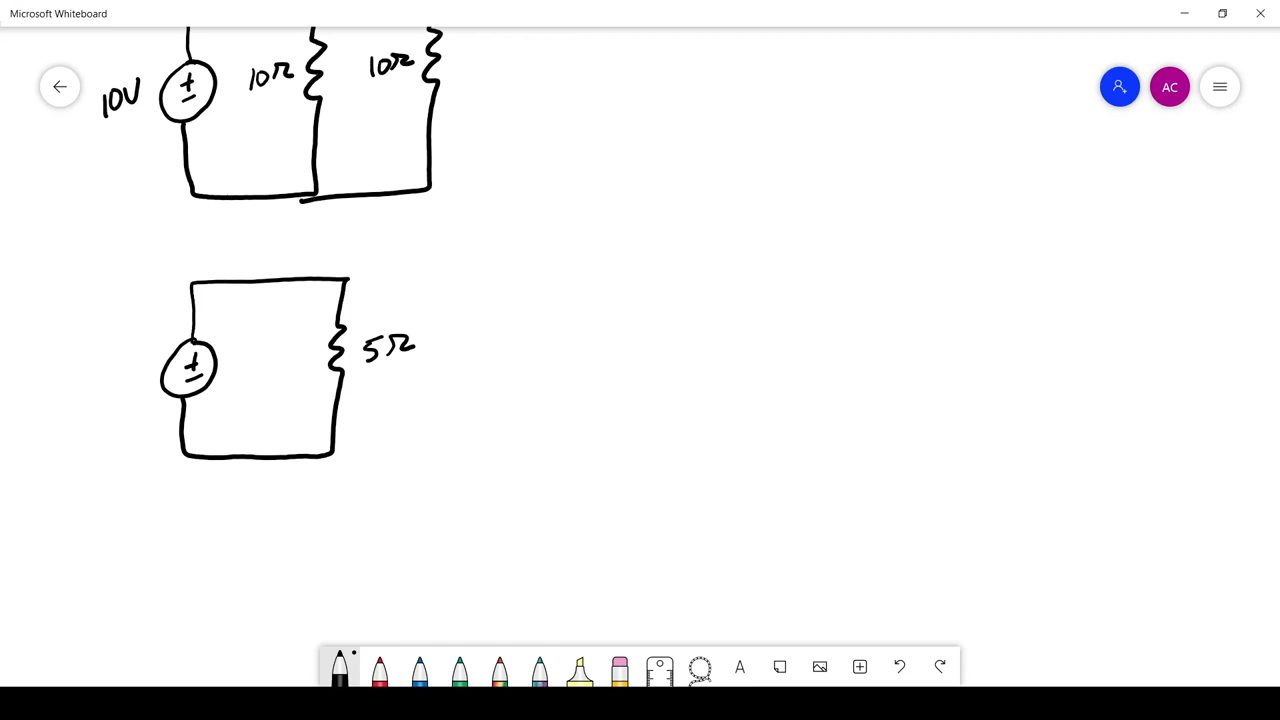 Microsoft Whiteboard
AC
10V
+
-
10Ω
10Ω
+
-
5Ω
A